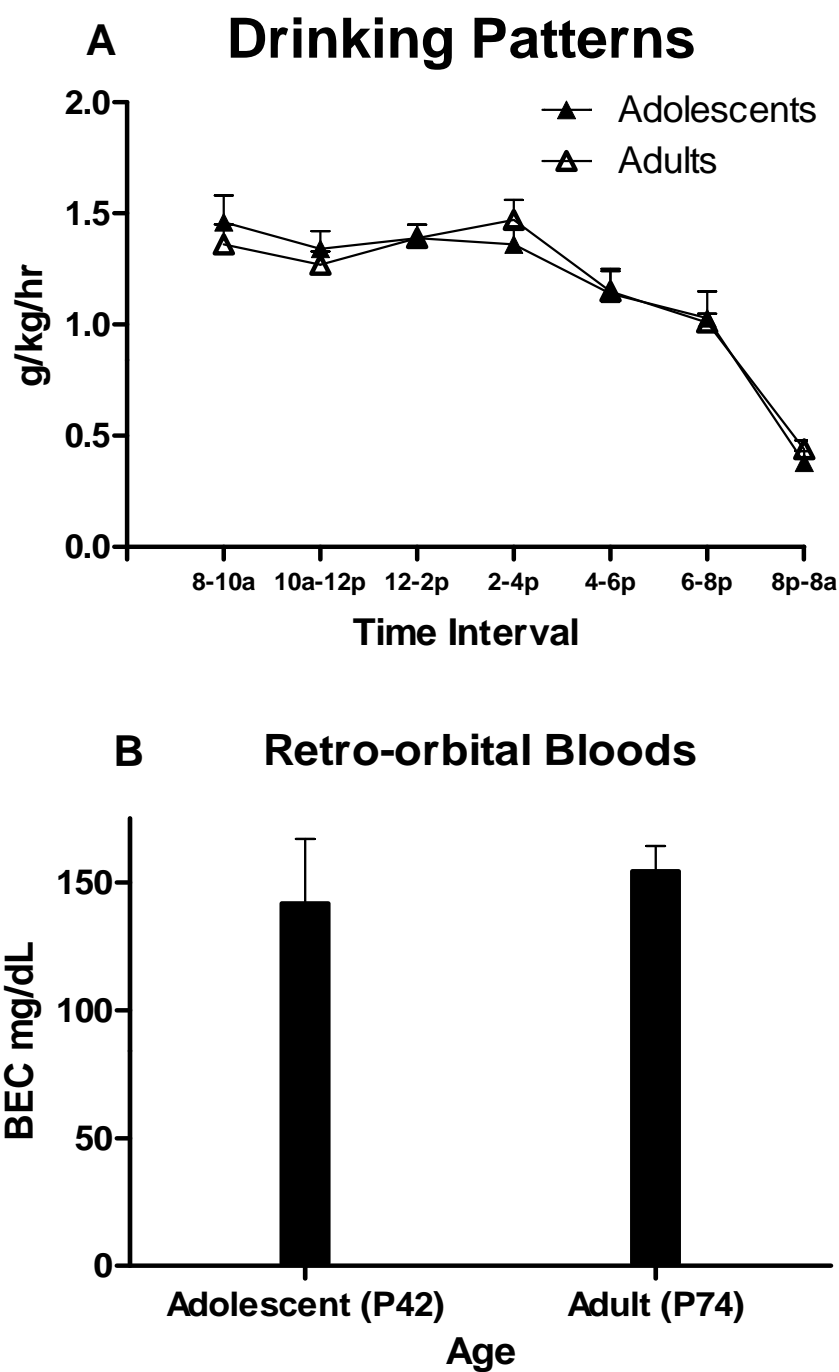 A Drinking Patterns
Adolescents
Adults
2.0
1.5
1.0
0.5
0.0
g/kg/hr
8-10a 10a-12p 12-2p 2-4p 4-6p 6-8p 8p-8a
Time Interval
B Retro-orbital Bloods
150
100
50
0
BEC mg/dL
Adolescent (P42) Adult (P74)
Age